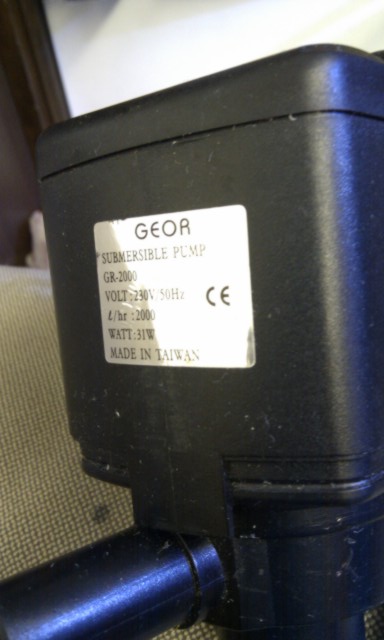 GEOR
SUBMERSIBLE PUMP
GR-2000
VOLT :230V/50Hz
CE
ℓ/hr :2000
WATT:31W
MADE IN TAIWAN